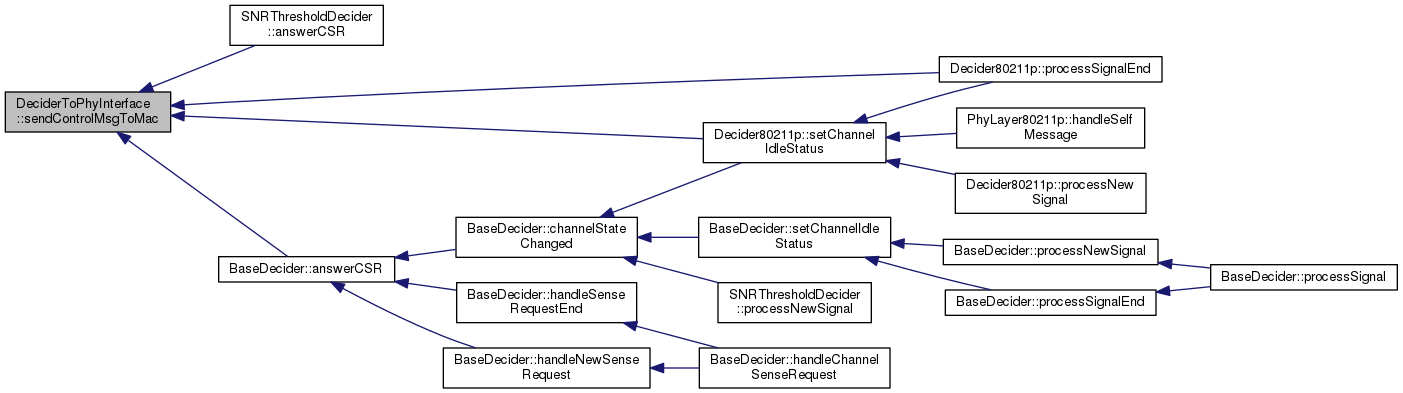 SNRThresholdDecider
::answerCSR
DeciderToPhyInterface
::sendControlMsgToMac
Decider80211p::processSignalEnd
PhyLayer80211p::handleSelf
Message
Decider80211p::setChannel
IdleStatus
Decider80211p::processNew
Signal
BaseDecider::channelState
Changed
BaseDecider::setChannelIdle
Status
BaseDecider::processNewSignal
BaseDecider::answerCSR
BaseDecider::processSignal
BaseDecider::handleSense
RequestEnd
SNRThresholdDecider
::processNewSignal
BaseDecider::processSignalEnd
BaseDecider::handleNewSense
Request
BaseDecider::handleChannel
SenseRequest